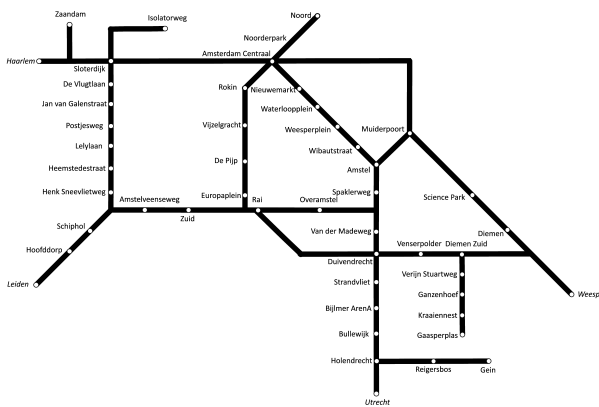 Zaandam
Isolatorweg
Noord
Noorderpark
Haarlem
Sloterdijk
Amsterdam Centraal
De Vlugtlaan
Rokin
Nieuwemarkt
Jan van Galenstraat
Waterloopplein
Postjesweg
Vijzelgracht
Weesperplein
Muiderpoort
Lelylaan
Wibautstraat
De Pijp
Heemstedestraat
Amstel
Henk Sneevlietweg
Spaklerweg
Amstelveenseweg
Europaplein
Rai
Overamstel
Science Park
Zuid
Schiphol
Van der Madeweg
Diemen
Hoofddorp
Venserpolder
Diemen Zuid
Duivendrecht
Leiden
Strandvliet
Verijn Stuartweg
Weesp
Ganzenhoef
Bijlmer ArenA
Kraaiennest
Bullewijk
Gaasperplas
Holendrecht
Reigersbos
Gein
Utrecht